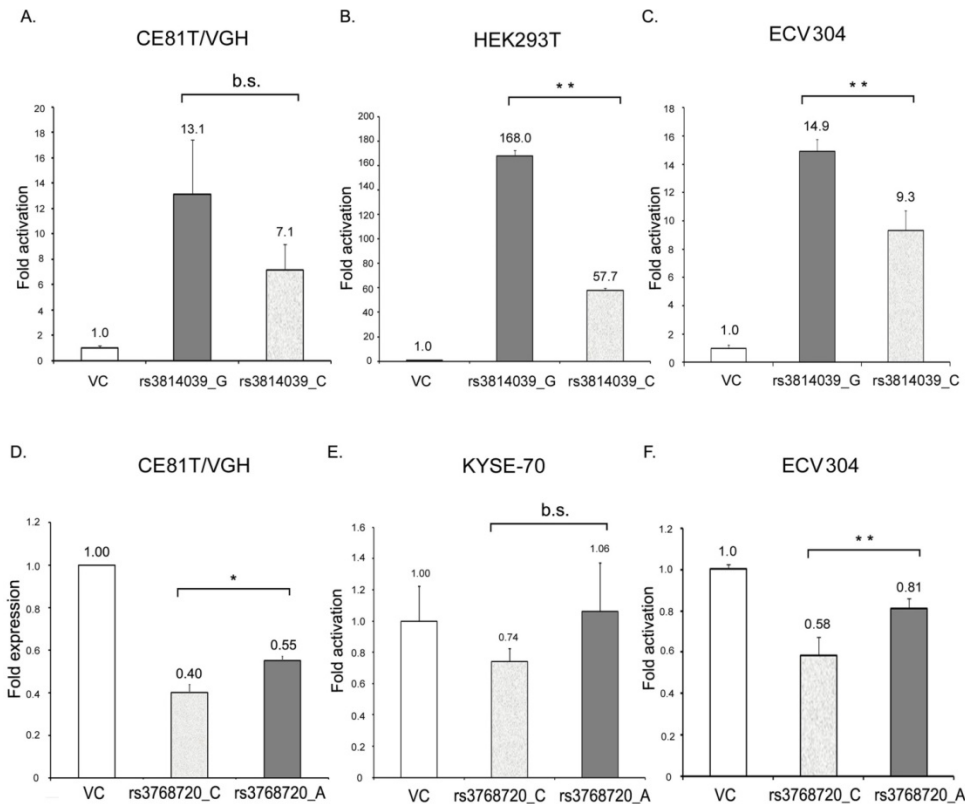 A.
CE81T/VGH
b.s.
Fold activation
20
18
16
14
12
10
8
6
4
2
0
1.0
13.1
7.1
VC rs3814039_G rs3814039_C
B.
HEK293T
* *
Fold activation
200
180
160
140
120
100
80
60
40
20
0
1.0
168.0
57.7
VC rs3814039_G rs3814039_C
C.
ECV 304
* *
Fold activation
18
16
14
12
10
8
6
4
2
0
1.0
14.9
9.3
VC rs3814039_G rs3814039_C
D.
CE81T/VGH
*
Fold expression
1.2
1.0
0.8
0.6
0.4
0.2
0
1.00
0.40
0.55
VC rs3768720_C rs3768720_A
E.
KYSE-70
b.s.
Fold activation
1.6
1.4
1.2
1.0
0.8
0.6
0.4
0.2
0
1.00
0.74
1.06
VC rs3768720_C rs3768720_A
F.
ECV304
* *
Fold activation
1.2
1.0
0.8
0.6
0.4
0.2
0
1.0
0.58
0.81
VC rs3768720_C rs3768720_A